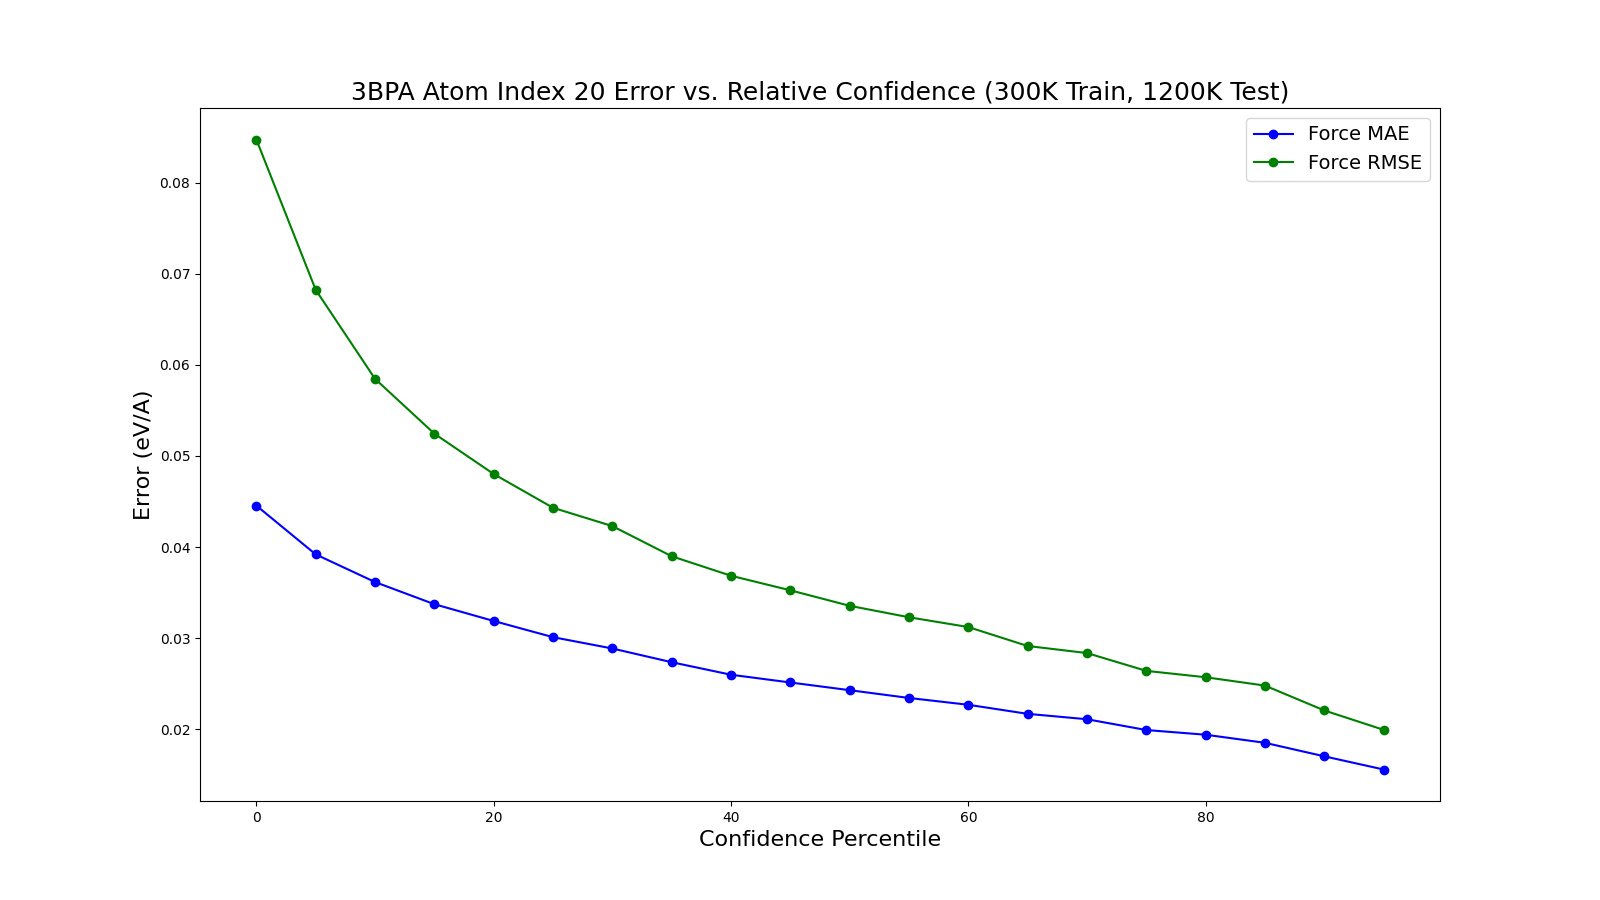 3BPA Atom Index 20 Error vs. Relative Confidence (300K Train, 1200K Test)
Force MAE
Force RMSE
0.08
0.07
0.06
0.05
0.04
0.03
0.02
Error (eV/A)
0 20 40 60 80
Confidence Percentile